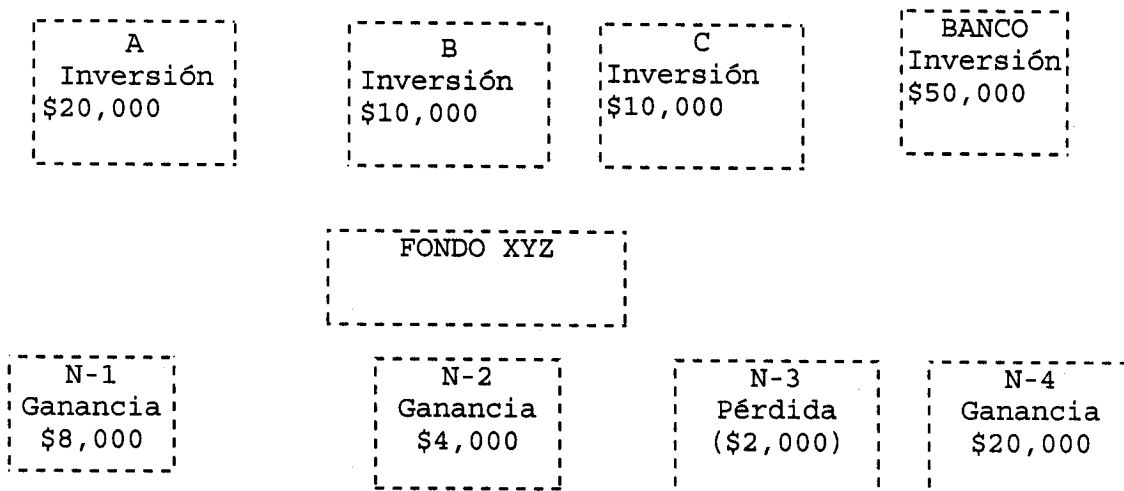 A
Inversión
$20,000
B
Inversión
$10,000
C
Inversión
$10,000
BANCO
Inversión
$50,000
FONDO XYZ
N-1
Ganancia
$8,000
N-2
Ganancia
$4,000
N-3
Pérdida
($2,000)
N-4
Ganancia
$20,000